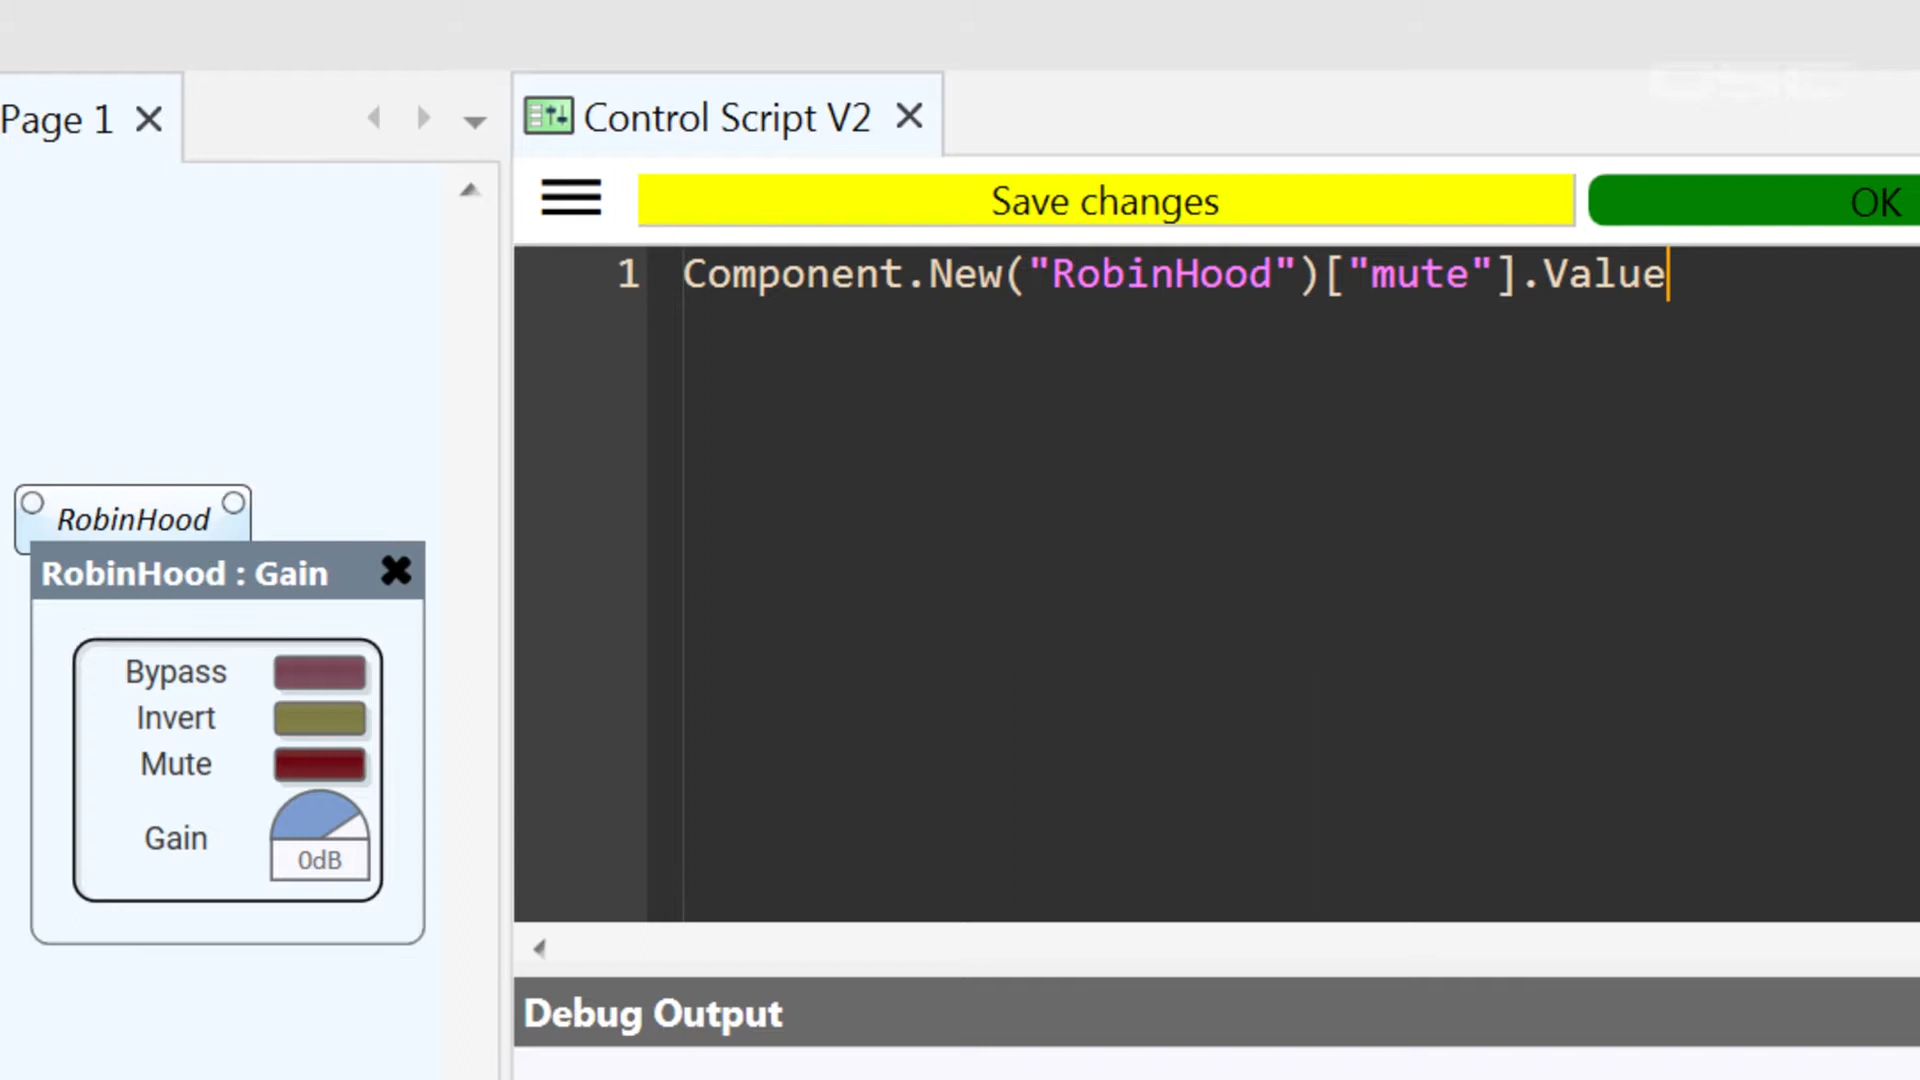 Page 1
Control Script V2
Save changes
OK
1 Component.New("RobinHood")["mute"].Value
RobinHood
RobinHood : Gain
Bypass
Invert
Mute
Gain
0dB
Debug Output